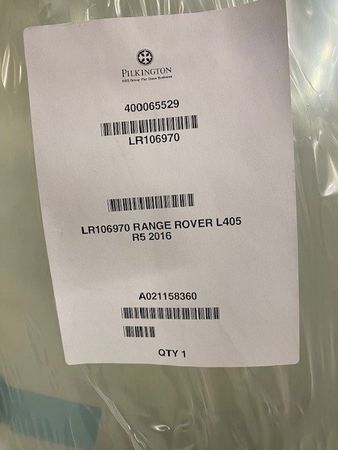 PILKINGTON
NSG Group Flat Glass Business
400065529
LR106970
LR106970 RANGE ROVER L405
R5 2016
A021158360
QTY 1